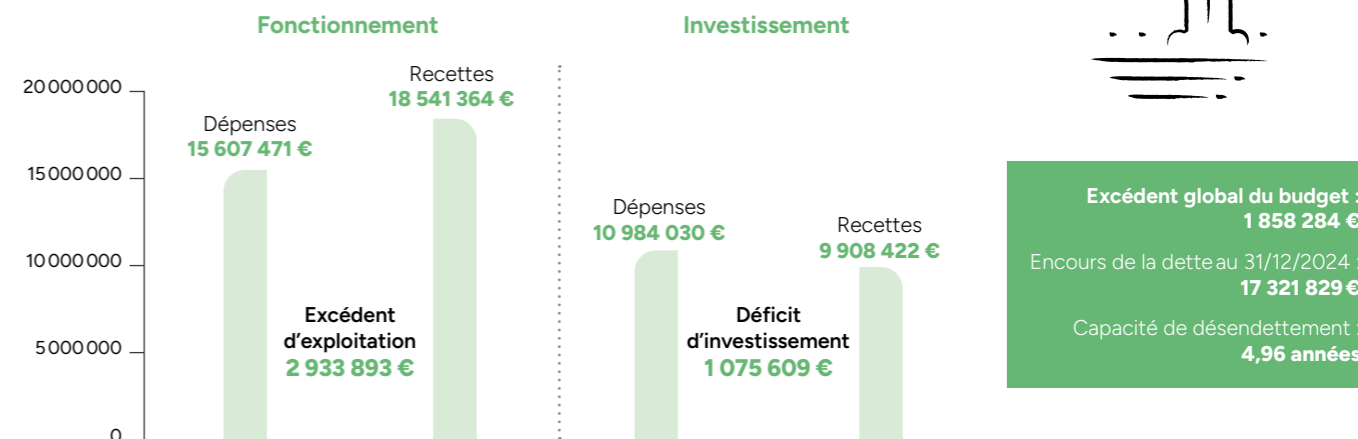 Fonctionnement
Investissement
20 000 000
15 000 000
10 000 000
5 000 000
0
Dépenses
15 607 471 €
Recettes
18 541 364 €
Excédent
d’exploitation
2 933 893 €
Dépenses
10 984 030 €
Recettes
9 908 422 €
Déficit
d’investissement
1 075 609 €
Excédent global du budget :
1 858 284 €
Encours de la dette au 31/12/2024 :
17 321 829 €
Capacité de désendettement :
4,96 années